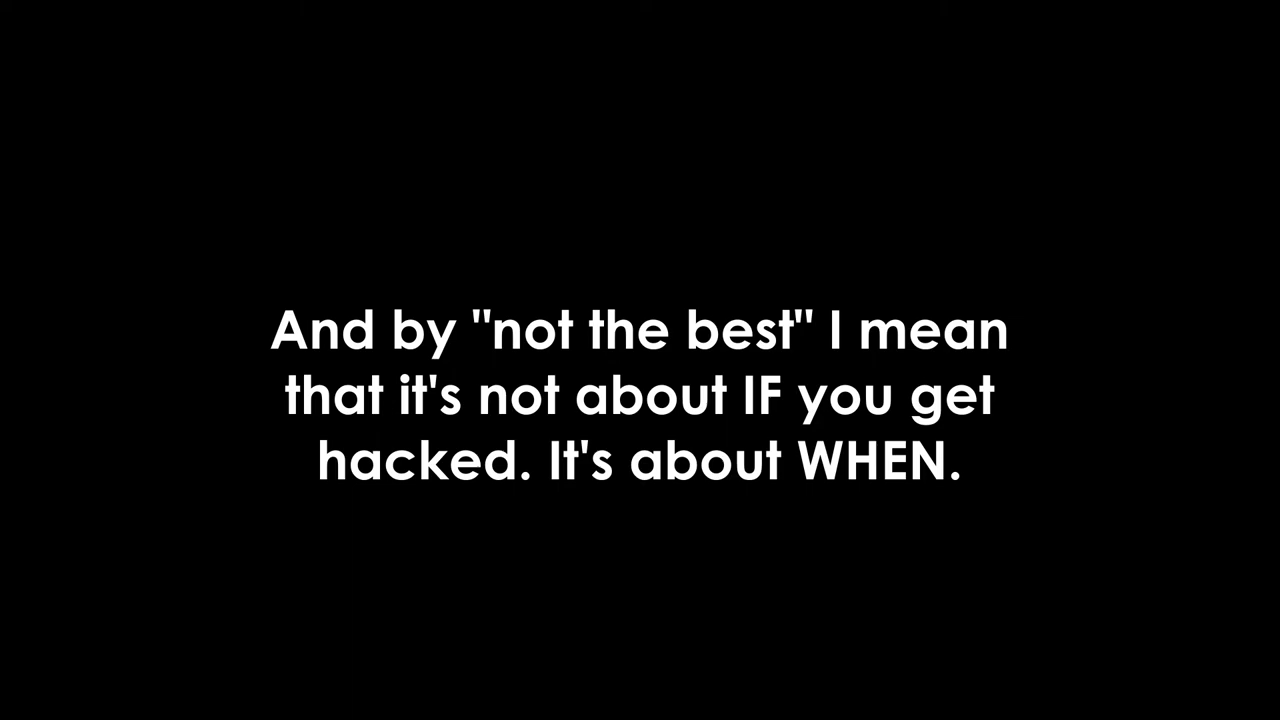 And by "not the best" I mean
that it's not about IF you get
hacked. It's about WHEN.